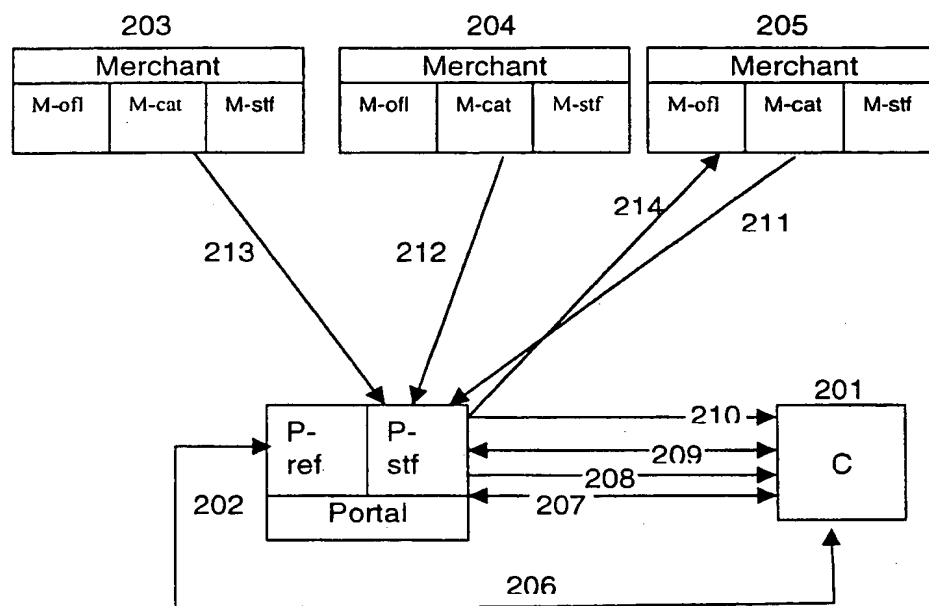 203 204 205
Merchant Merchant Merchant
M-ofl M-cat M-stf M-ofl M-cat M-stf M-ofl M-cat M-stf
214
211
213
212
201
P-ref P-stf
Portal
C
210
209
208
207
202
206